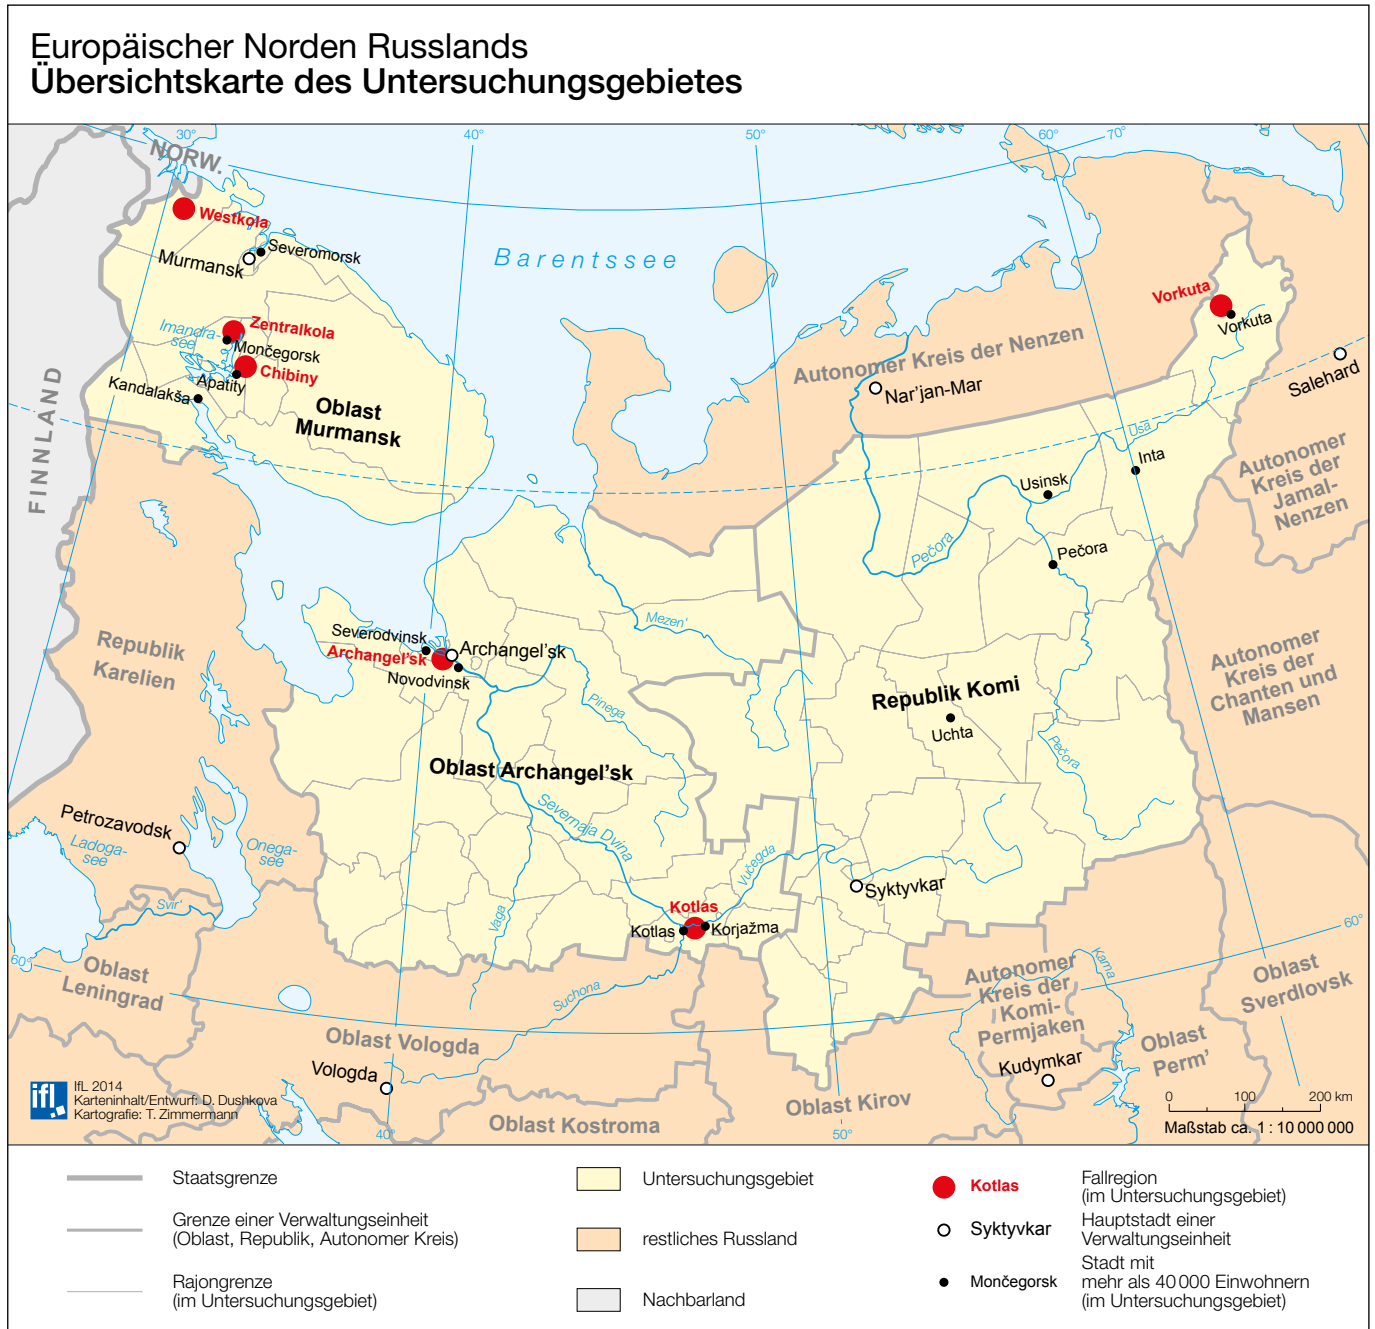 Europäischer Norden Russlands
Übersichtskarte des Untersuchungsgebietes
30°
40°
50°
60°
70°
NORW.
Westkola
Severomorsk
Murmansk
Barentssee
Vorkuta
Vorkuta
Zentralkola
Imandra-
see
Mončegorsk
Chibiny
Apatity
Kandalakša
Oblast
Murmansk
Autonomer Kreis der Nenzen
Nar'jan-Mar
Salehard
FINNLAND
Usa
Inta
Usinsk
Autonomer
Kreis der
Jamal-
Nenzen
Pečora
Pečora
Mezen'
Severodvinsk
Archangel'sk
Archangel'sk
Novodvinsk
Republik
Karelien
Autonomer
Kreis der
Chanten und
Mansen
Pinega
Republik Komi
Uchta
Pečora
Oblast Archangel'sk
Severnaja Dvina
Petrozavodsk
Ladoga-
see
Onega-
see
Vučegda
Syktyvkar
Svir'
Vaga
Kotlas
Kotlas
Korjažma
60°
60°
Oblast
Leningrad
Suchona
Autonomer
Kreis der
Komi-
Permjaken
Kama
Oblast
Sverdlovsk
Oblast Vologda
Vologda
Oblast
Perm'
Kudymkar
Oblast Kirov
Oblast Kostroma
40°
50°
ifl
IfL 2014
Karteninhalt/Entwurf: D. Dushkova
Kartografie: T. Zimmermann
0 100 200 km
Maßstab ca. 1 : 10 000 000
Staatsgrenze
Grenze einer Verwaltungseinheit
(Oblast, Republik, Autonomer Kreis)
Rajongrenze
(im Untersuchungsgebiet)
Untersuchungsgebiet
restliches Russland
Nachbarland
Kotlas
Fallregion
(im Untersuchungsgebiet)
Syktyvkar
Hauptstadt einer
Verwaltungseinheit
Mončegorsk
Stadt mit
mehr als 40 000 Einwohnern
(im Untersuchungsgebiet)